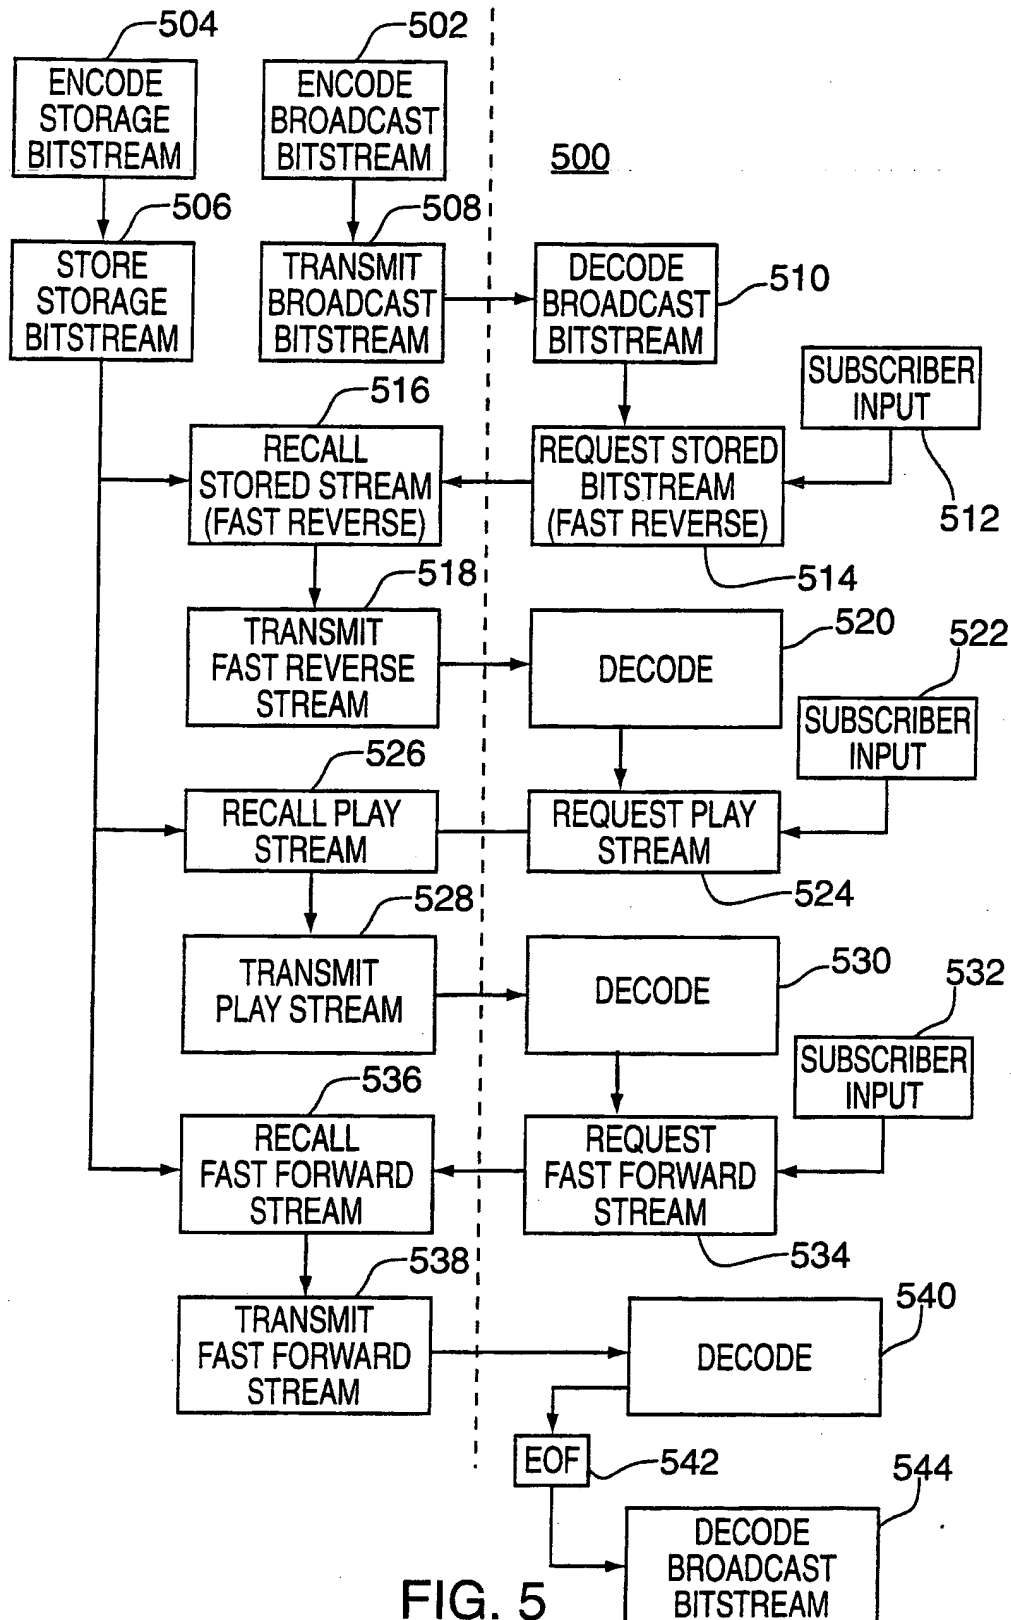 504
502
ENCODE
STORAGE
BITSTREAM
ENCODE
BROADCAST
BITSTREAM
500
506
508
STORE
STORAGE
BITSTREAM
TRANSMIT
BROADCAST
BITSTREAM
DECODE
BROADCAST
BITSTREAM
510
SUBSCRIBER
INPUT
512
516
RECALL
STORED STREAM
(FAST REVERSE)
REQUEST STORED
BITSTREAM
(FAST REVERSE)
514
518
TRANSMIT
FAST REVERSE
STREAM
DECODE
520
522
SUBSCRIBER
INPUT
526
RECALL PLAY
STREAM
REQUEST PLAY
STREAM
524
528
TRANSMIT
PLAY STREAM
DECODE
530
532
SUBSCRIBER
INPUT
536
RECALL
FAST FORWARD
STREAM
REQUEST
FAST FORWARD
STREAM
534
538
TRANSMIT
FAST FORWARD
STREAM
DECODE
540
EOF
542
544
DECODE
BROADCAST
BITSTREAM
FIG. 5